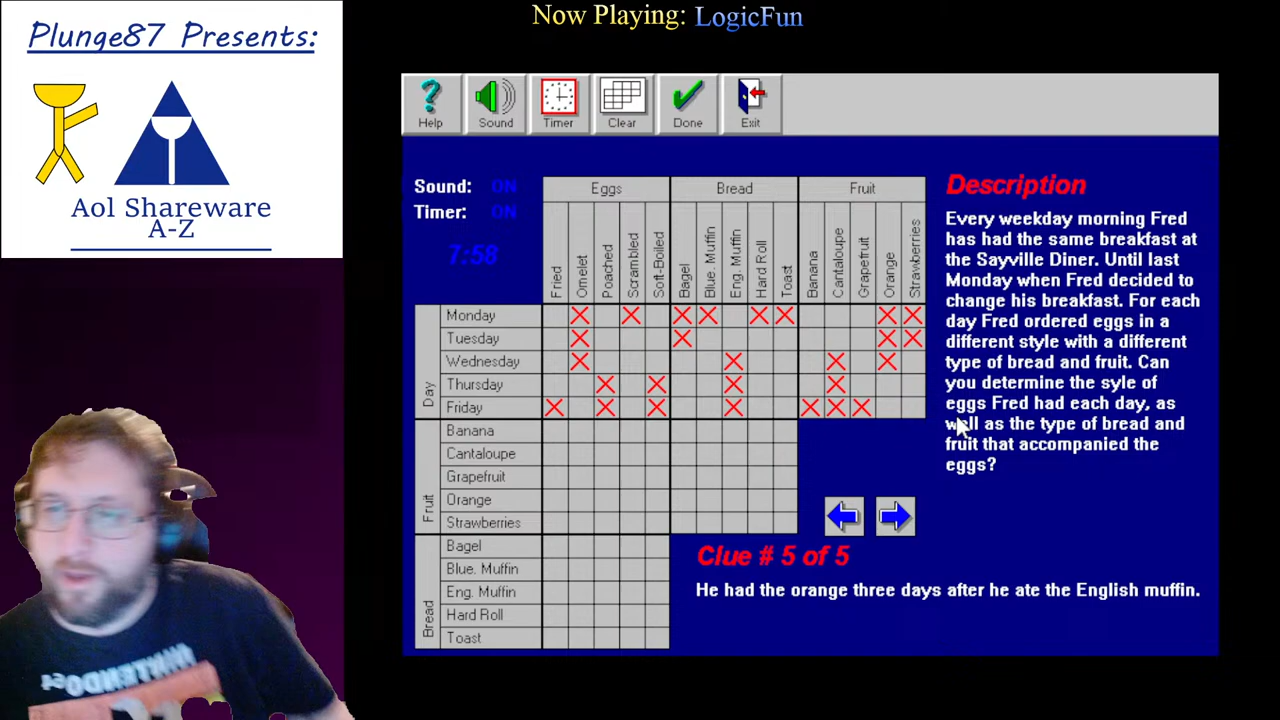 Now Playing: LogicFun
Plunge87 Presents:
Aol Shareware
A-Z
Help
Sound
Timer
Clear
Done
Exit
Sound: ON
Timer: ON
7:58
Eggs
Bread
Fruit
Fried
Omelet
Poached
Scrambled
Soft-Boiled
Bagel
Blue. Muffin
Eng. Muffin
Hard Roll
Toast
Banana
Cantaloupe
Grapefruit
Orange
Strawberries
Day
Monday
Tuesday
Wednesday
Thursday
Friday
Fruit
Banana
Cantaloupe
Grapefruit
Orange
Strawberries
Bread
Bagel
Blue. Muffin
Eng. Muffin
Hard Roll
Toast
Description
Every weekday morning Fred
has had the same breakfast at
the Sayville Diner. Until last
Monday when Fred decided to
change his breakfast. For each
day Fred ordered eggs in a
different style with a different
type of bread and fruit. Can
you determine the syle of
eggs Fred had each day, as
well as the type of bread and
fruit that accompanied the
eggs?
Clue # 5 of 5
He had the orange three days after he ate the English muffin.